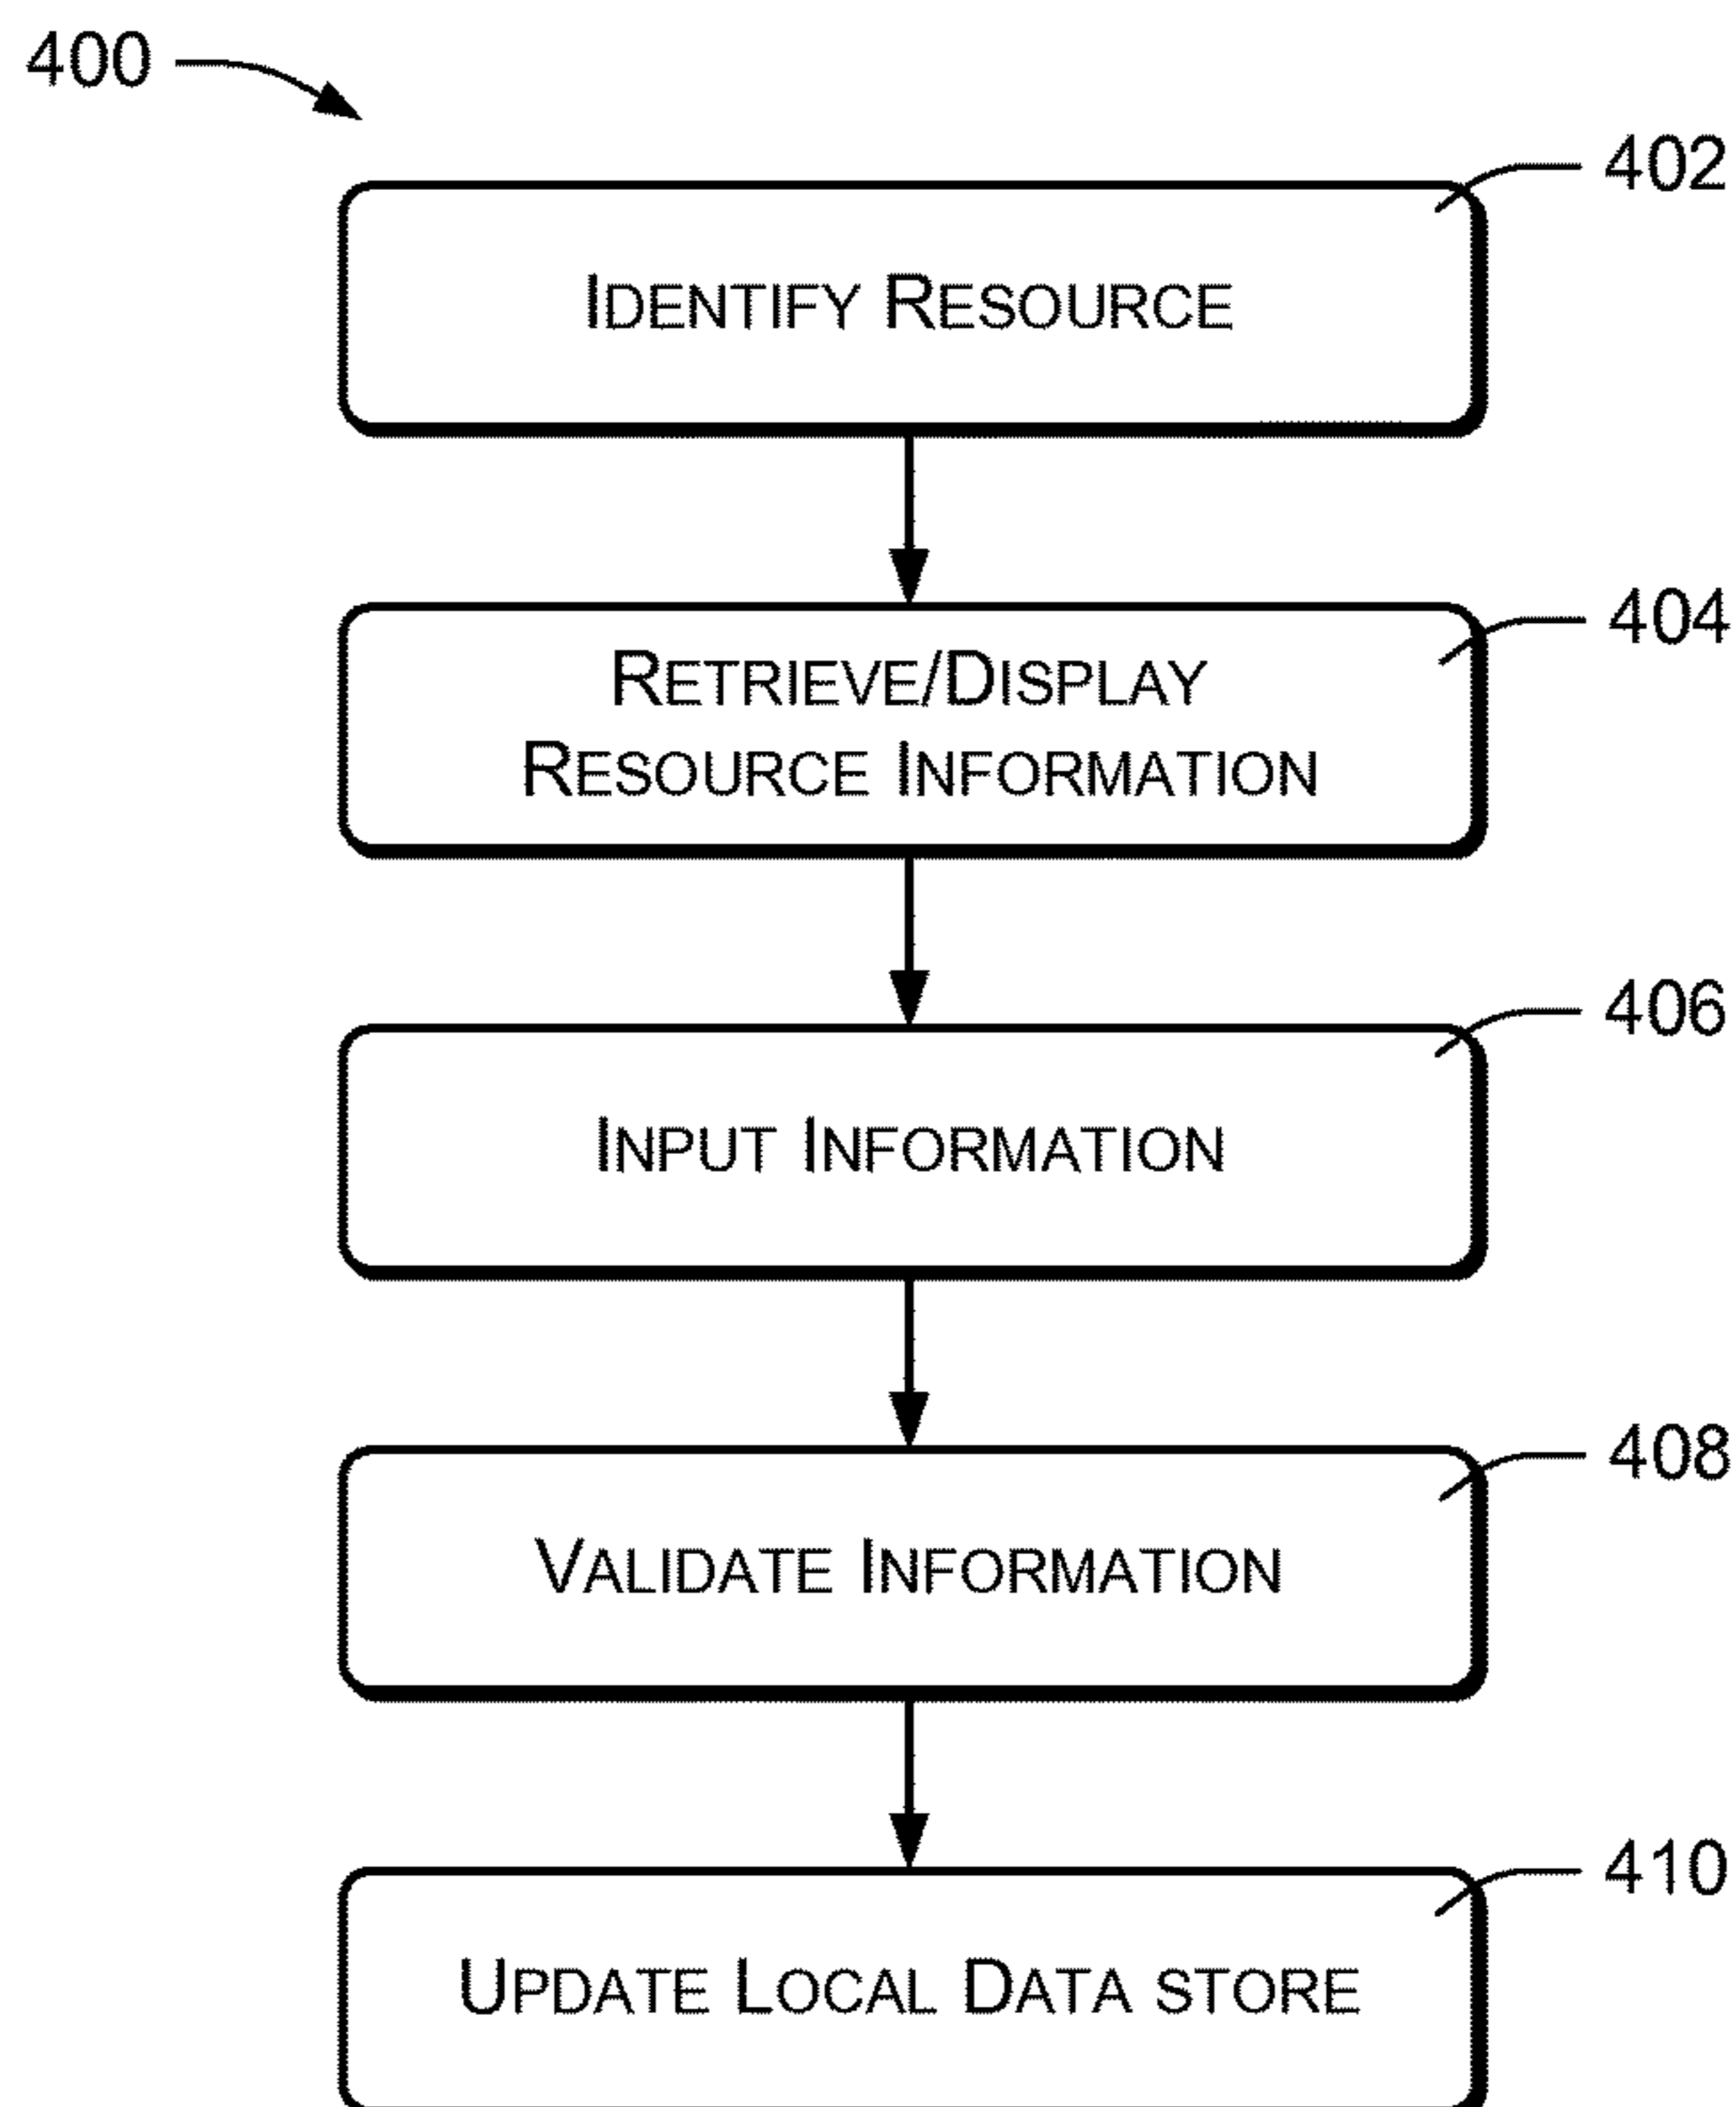 400
402
IDENTIFY RESOURCE
404
RETRIEVE/DISPLAY
RESOURCE INFORMATION
406
INPUT INFORMATION
408
VALIDATE INFORMATION
410
UPDATE LOCAL DATA STORE